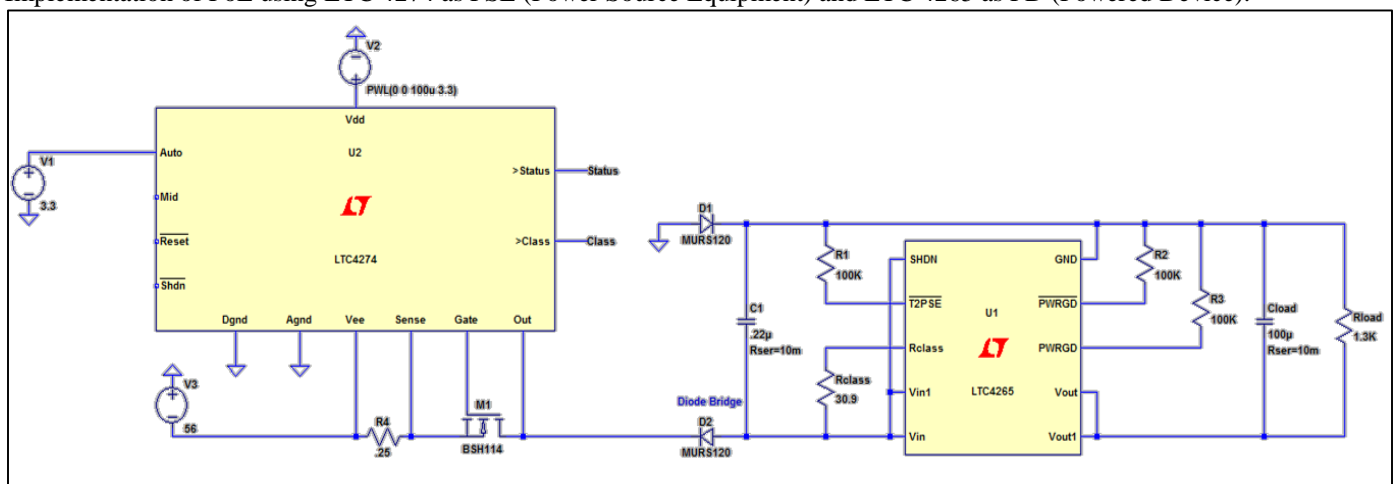 Implementation of PoE using LTC 4274 as PSE (Power Source Equipment) and LTC 4265 as PD (Powered Device).
V2
PWL(0 0 100u 3.3)
Vdd
Auto
U2
V1
3.3
>Status
Status
Mid
Reset
>Class
Class
LTC4274
Shdn
Dgnd
Agnd
Vee
Sense
Gate
Out
V3
56
R4
.25
M1
BSH114
D1
MURS120
C1
.22µ
Rser=10m
Diode Bridge
D2
MURS120
R1
100K
Rclass
30.9
SHDN
GND
T2PSE
PWRGD
U1
Rclass
PWRGD
Vin1
LTC4265
Vout
Vin
Vout1
R2
100K
R3
100K
Cload
100µ
Rser=10m
Rload
1.3K